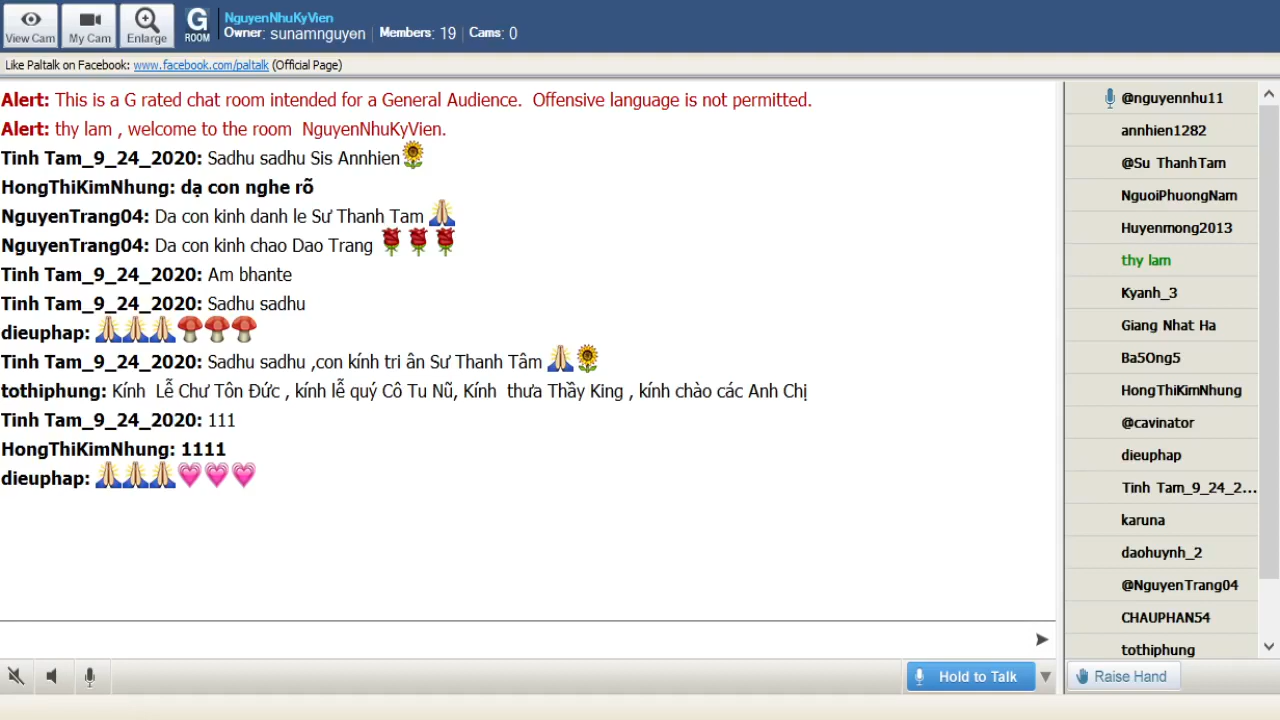 View Cam
My Cam
Enlarge
G
ROOM
NguyenNhuKyVien
Owner: sunamnguyen
Members: 19
Cams: 0
Like Paltalk on Facebook: www.facebook.com/paltalk (Official Page)
Alert: This is a G rated chat room intended for a General Audience. Offensive language is not permitted.
Alert: thy lam , welcome to the room NguyenNhuKyVien.
Tinh Tam_9_24_2020: Sadhu sadhu Sis Annhien🌻
HongThiKimNhung: dạ con nghe rõ
NguyenTrang04: Da con kinh danh le Sư Thanh Tam 🙏
NguyenTrang04: Da con kinh chao Dao Trang 🌹🌹🌹
Tinh Tam_9_24_2020: Am bhante
Tinh Tam_9_24_2020: Sadhu sadhu
dieuphap: 🙏🙏🙏🍄🍄🍄
Tinh Tam_9_24_2020: Sadhu sadhu ,con kính tri ân Sư Thanh Tâm 🙏🌻
tothiphung: Kính Lễ Chư Tôn Đức , kính lễ quý Cô Tu Nũ, Kính thưa Thầy King , kính chào các Anh Chị
Tinh Tam_9_24_2020: 111
HongThiKimNhung: 1111
dieuphap: 🙏🙏🙏💗💗💗
@nguyennhu11
annhien1282
@Su ThanhTam
NguoiPhuongNam
Huyenmong2013
thy lam
Kyanh_3
Giang Nhat Ha
Ba5Ong5
HongThiKimNhung
@cavinator
dieuphap
Tinh Tam_9_24_2...
karuna
daohuynh_2
@NguyenTrang04
CHAUPHAN54
tothiphung
Hold to Talk
Raise Hand